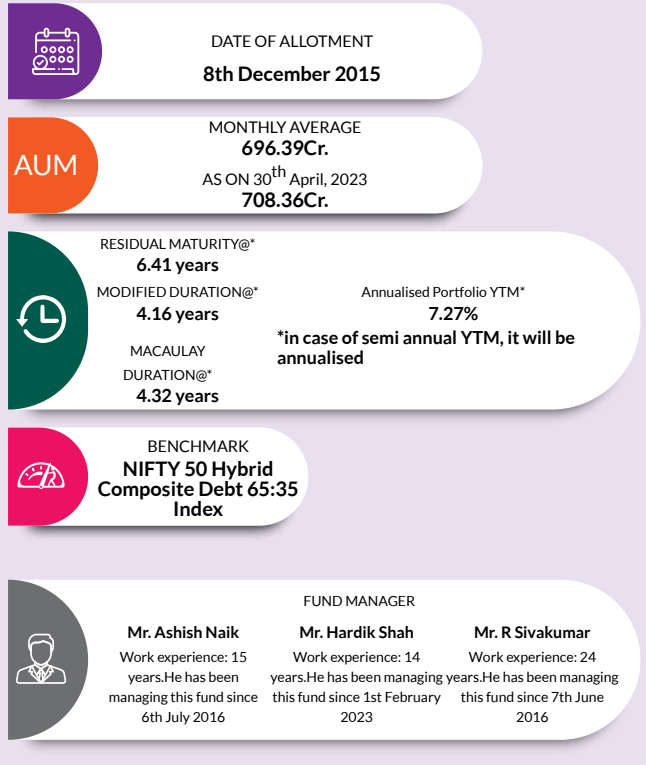 DATE OF ALLOTMENT
8th December 2015
AUM
MONTHLY AVERAGE
696.39Cr.
AS ON 30th April, 2023
708.36Cr.
RESIDUAL MATURITY@*
6.41 years
MODIFIED DURATION@*
4.16 years
MACAULAY
DURATION@*
4.32 years
Annualised Portfolio YTM*
7.27%
*in case of semi annual YTM, it will be
annualised
BENCHMARK
NIFTY 50 Hybrid
Composite Debt 65:35
Index
FUND MANAGER
Mr. Ashish Naik
Work experience: 15
years.He has been
managing this fund since
6th July 2016
Mr. Hardik Shah
Work experience: 14
years.He has been managing
this fund since 1st February
2023
Mr. R Sivakumar
Work experience: 24
years.He has been managing
this fund since 7th June
2016